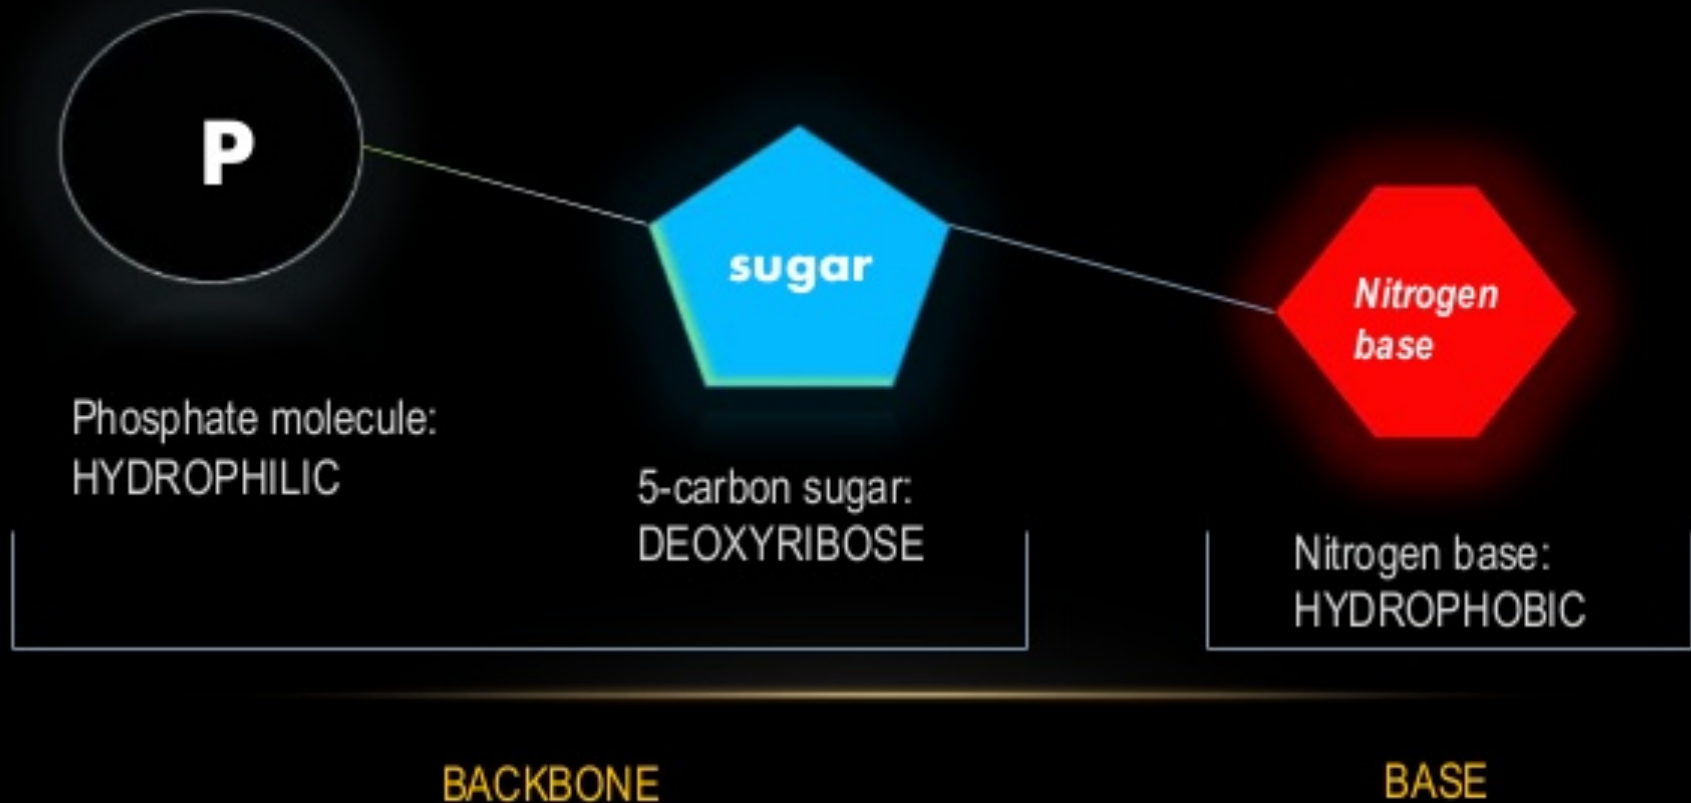 P
sugar
Nitrogen
base
Phosphate molecule:
HYDROPHILIC
5-carbon sugar:
DEOXYRIBOSE
Nitrogen base:
HYDROPHOBIC
BACKBONE
BASE